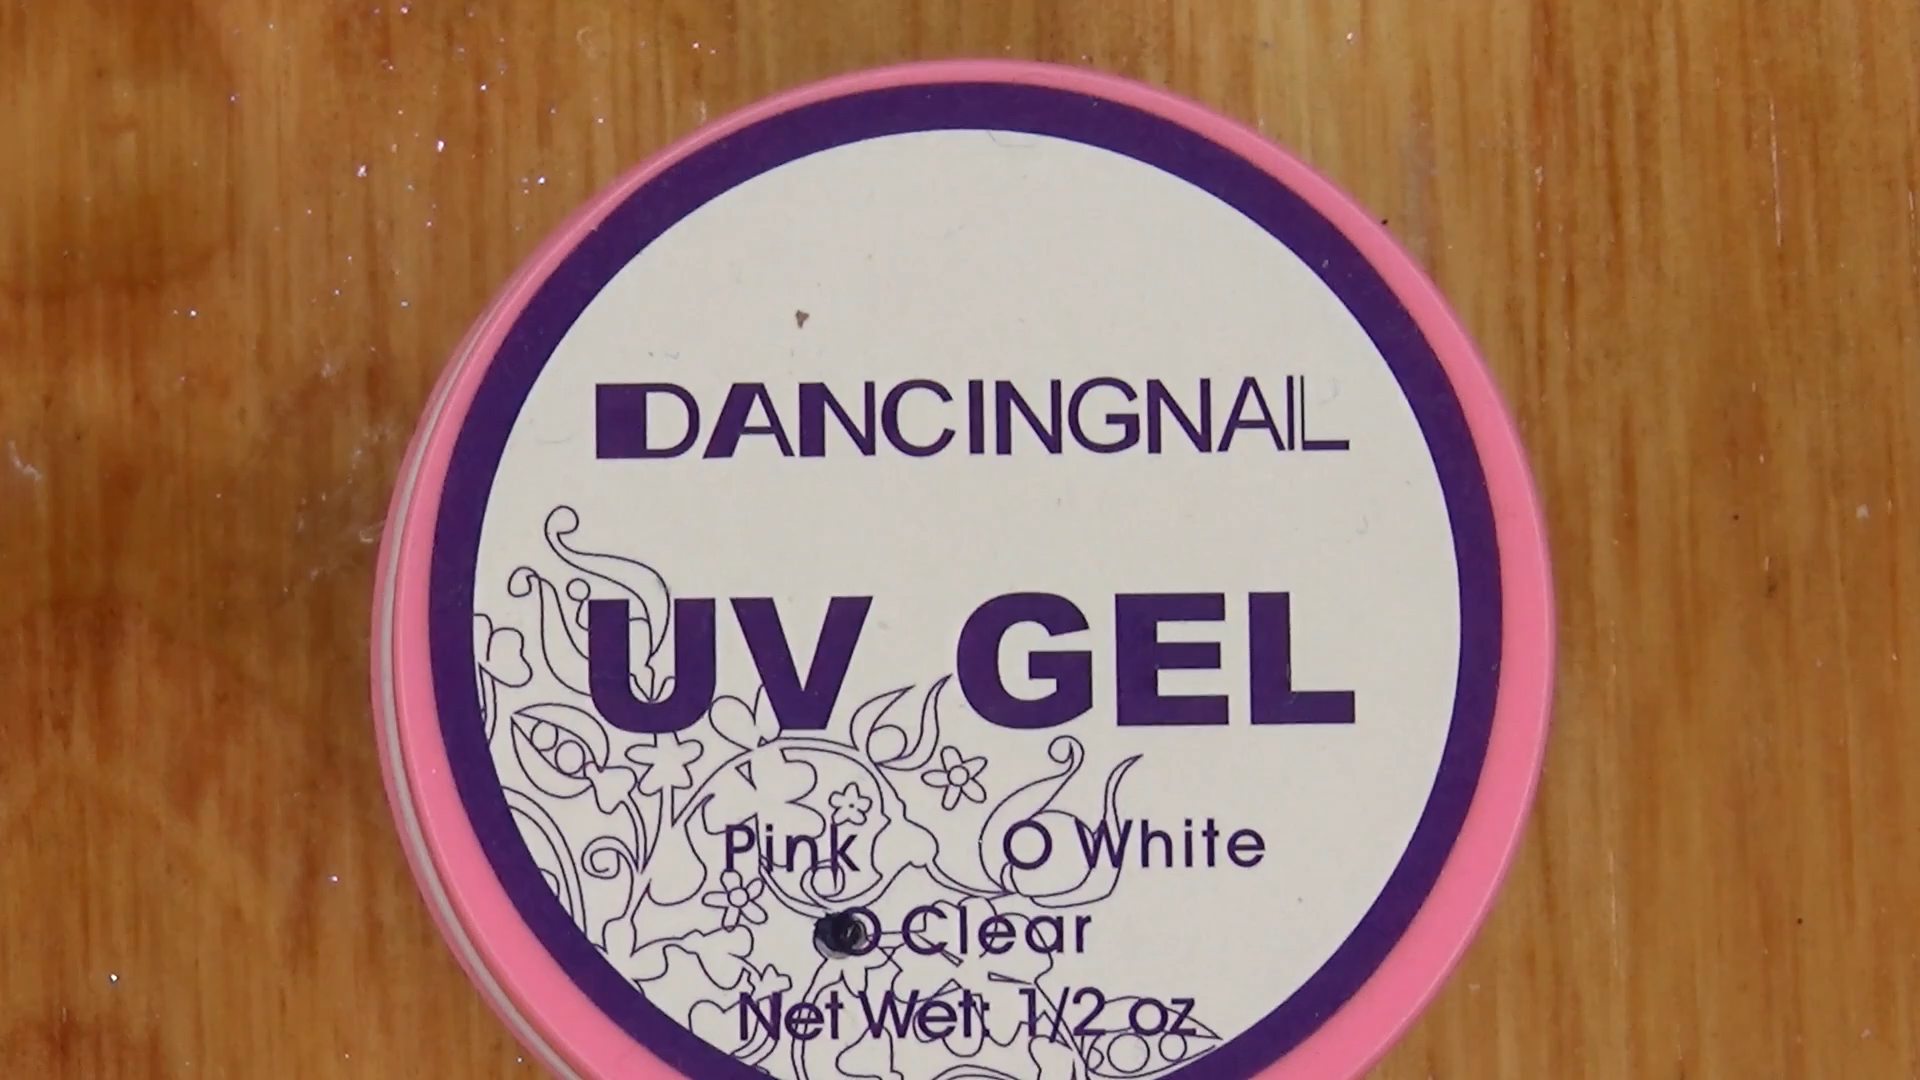 DANCINGNAIL
UV GEL
Pink O White
O Clear
Net Wet: 1/2 oz